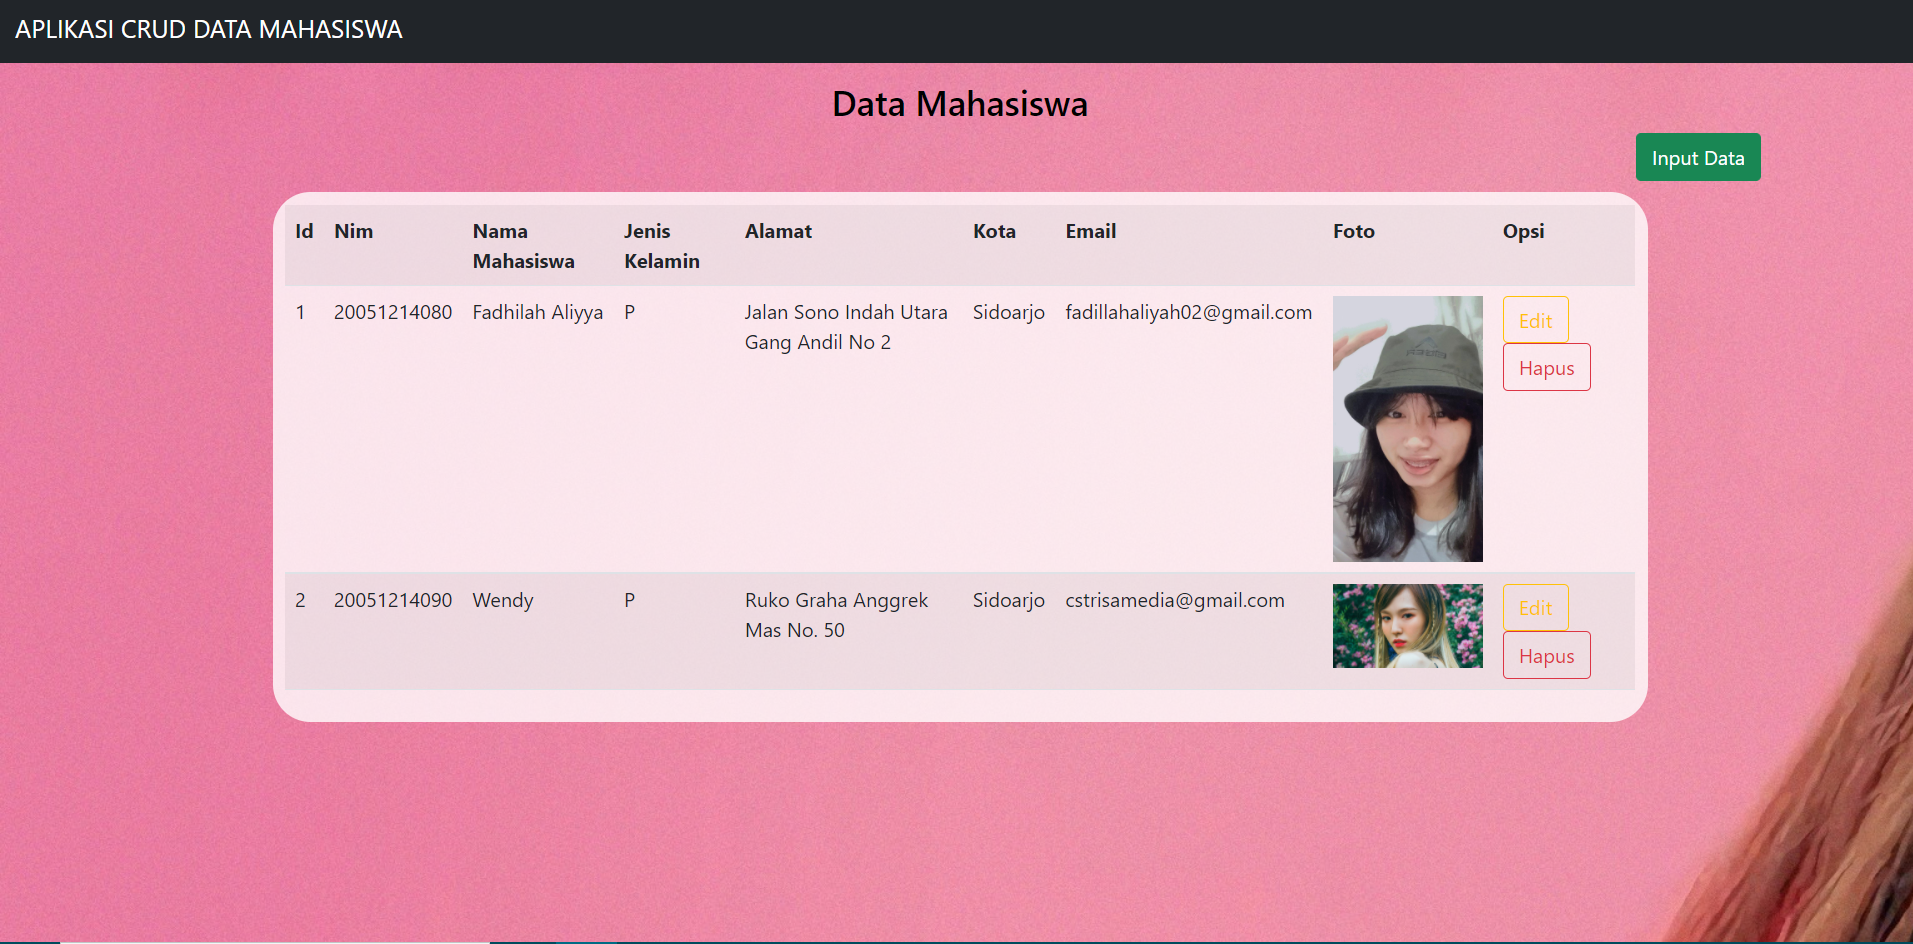 APLIKASI CRUD DATA MAHASISWA
Data Mahasiswa
Input Data
Id Nim Nama Mahasiswa Jenis Kelamin Alamat Kota Email Foto Opsi
1 20051214080 Fadhilah Aliyya P Jalan Sono Indah Utara Sidoarjo fadillahaliyah02@gmail.com Edit
Gang Andil No 2
Hapus
2 20051214090 Wendy P Ruko Graha Anggrek Sidoarjo cstrisamedia@gmail.com Edit
Mas No. 50
Hapus